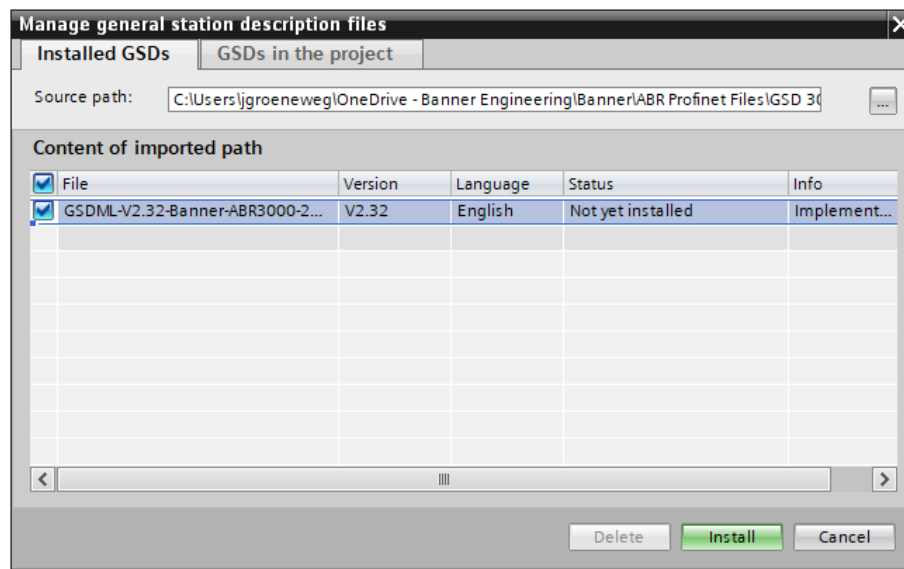 Manage general station description files
Installed GSDs GSDs in the project
Source path: C:\Users\jgroeneweg\OneDrive - Banner Engineering\Banner\ABR Profinet Files\GSD 30 ...
Content of imported path
File Version Language Status Info
GSDML-V2.32-Banner-ABR3000-2... V2.32 English Not yet installed Implement...
Delete Install Cancel